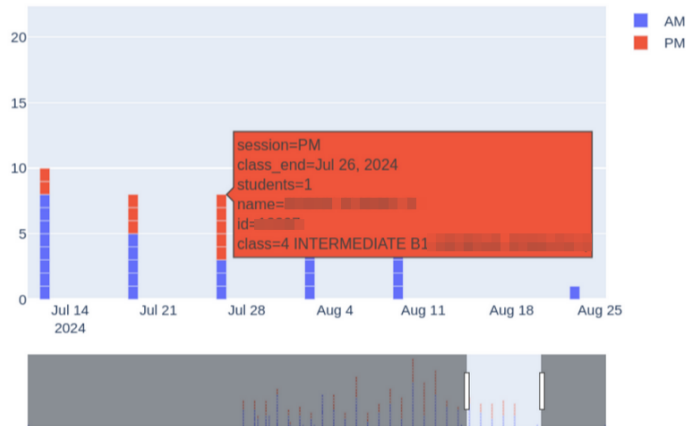 20
15
10
5
0
AM
PM
session=PM
class_end=Jul 26, 2024
students=1
name=
id=
class=4 INTERMEDIATE B1
Jul 14
2024
Jul 21
Jul 28
Aug 4
Aug 11
Aug 18
Aug 25